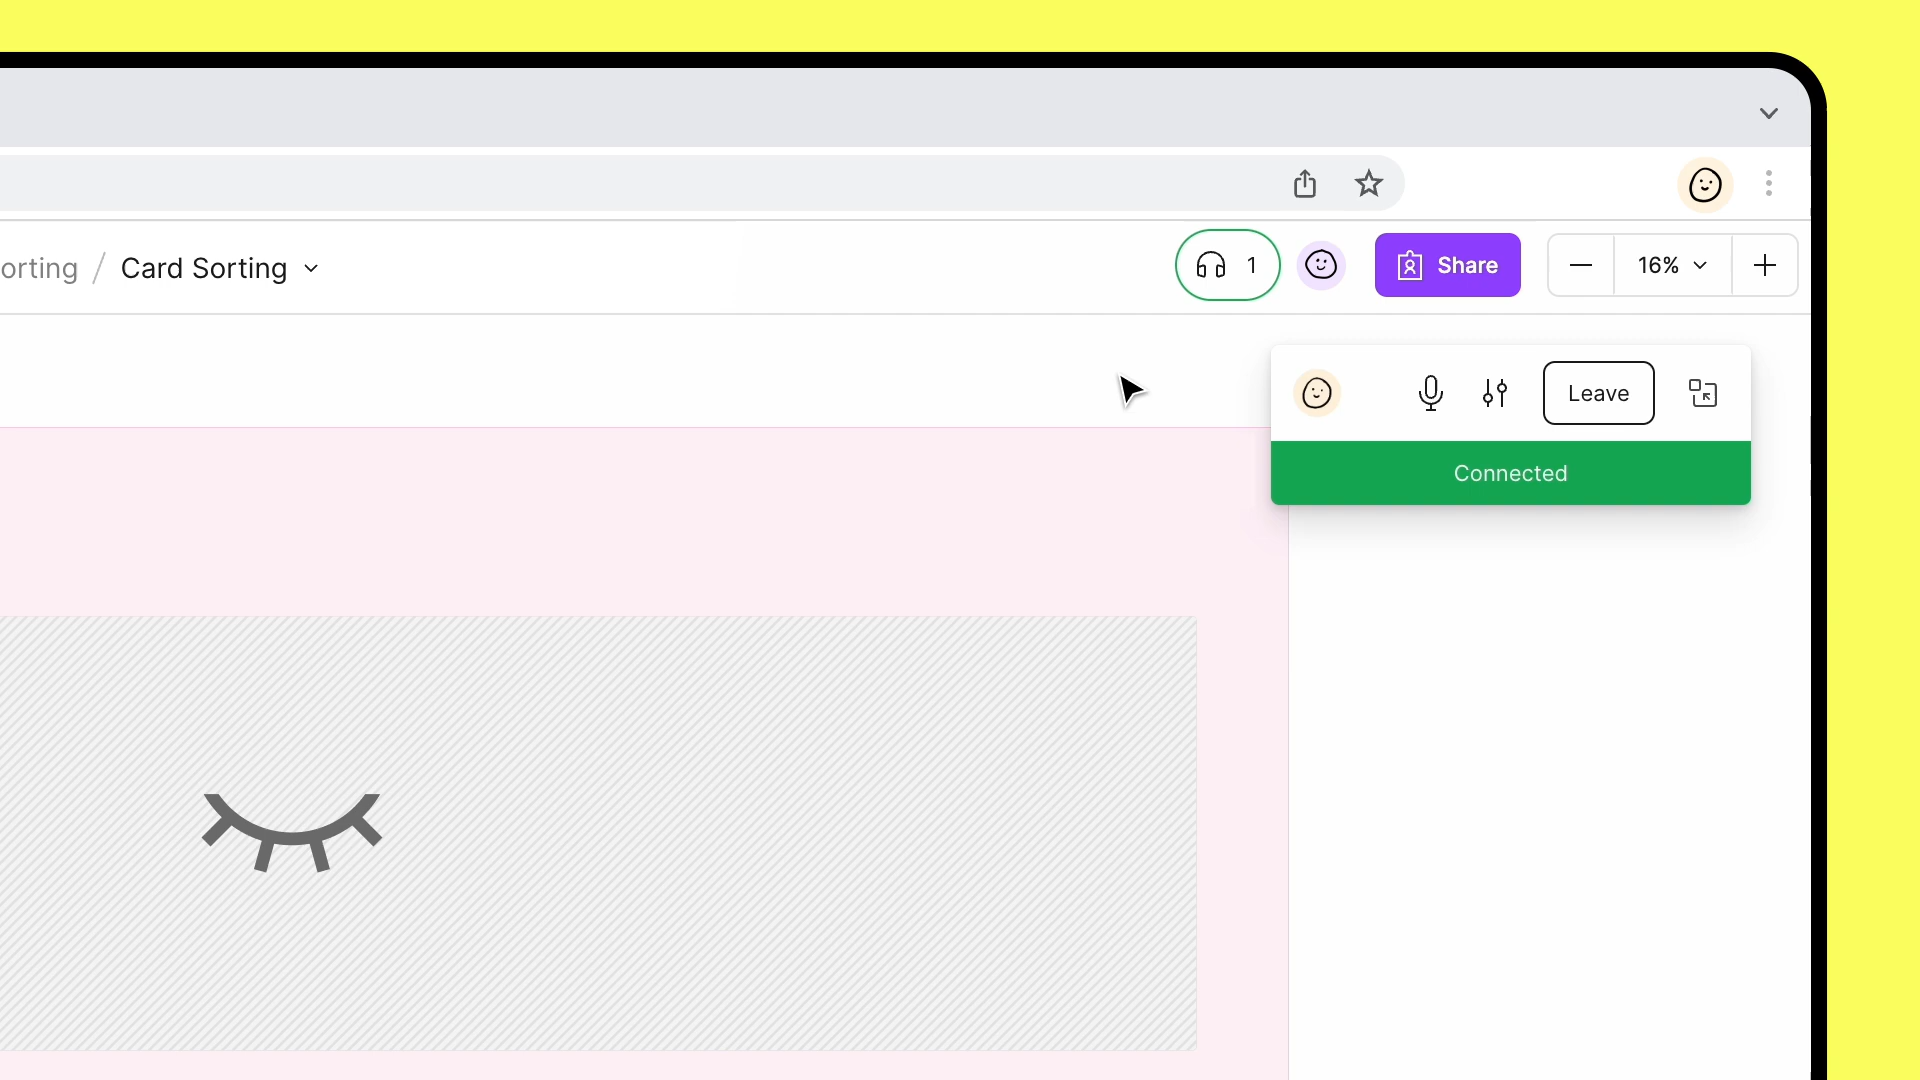 orting / Card Sorting
1
Share
16%
Leave
Connected